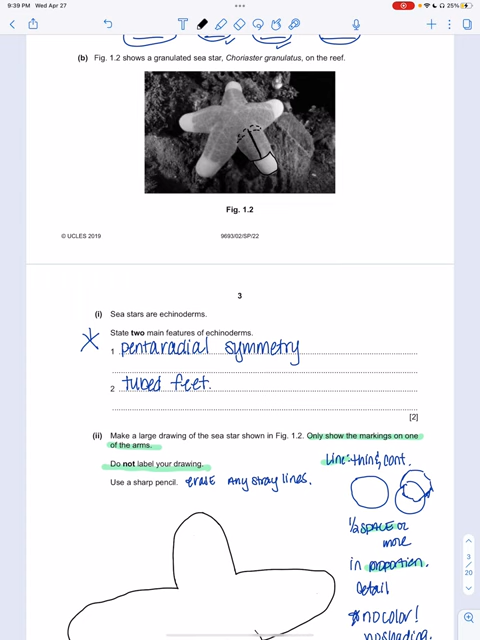 9:39 PM Wed Apr 27
25%
(b) Fig. 1.2 shows a granulated sea star, Choriaster granulatus, on the reef.
Fig. 1.2
© UCLES 2019
9693/02/SP/22
3
(i) Sea stars are echinoderms.
State two main features of echinoderms.
1 pentaradial symmetry
2 tubed feet.
[2]
(ii) Make a large drawing of the sea star shown in Fig. 1.2. Only show the markings on one
of the arms.
Do not label your drawing.
Line: thin & cont.
Use a sharp pencil. erase any stray lines.
1/2 SPACE or
more
in proportion.
detail
no color!
no shading.
3
/
20